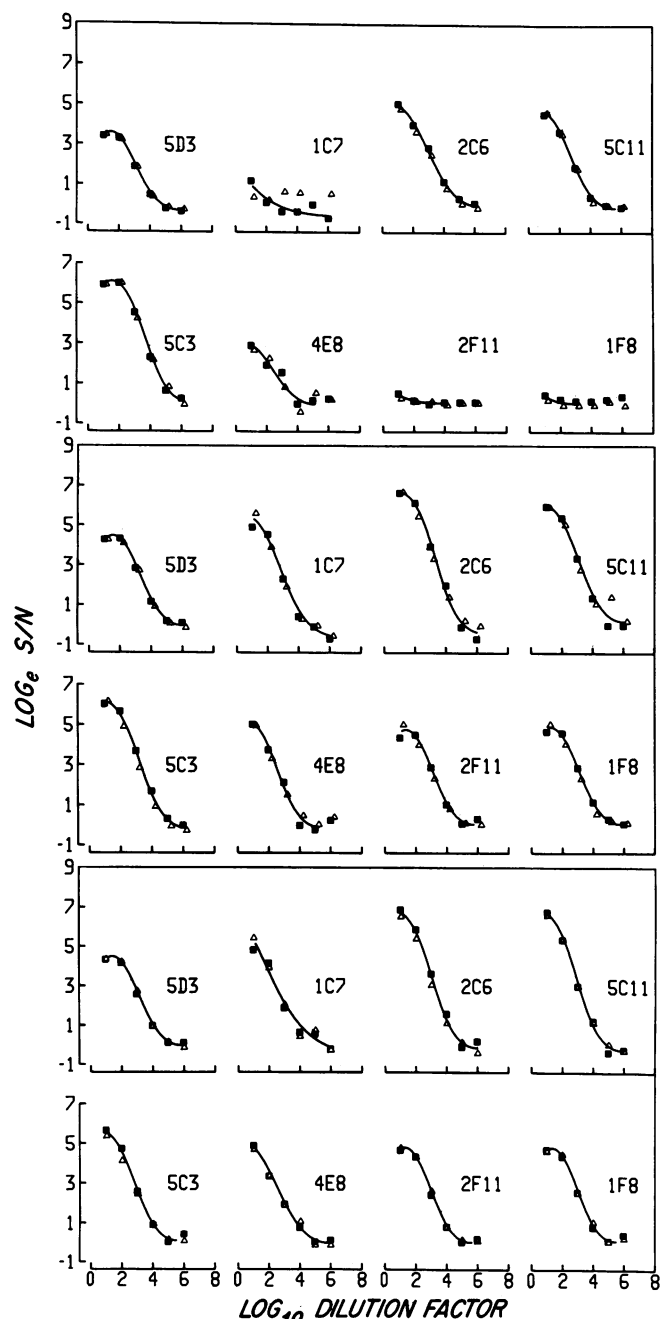 9
7
5
3
1
-1
5D3
1C7
2C6
5C11
7
5
3
1
-1
5C3
4E8
2F11
1F8
9
7
5
3
1
-1
5D3
1C7
2C6
5C11
LOGe S/N
7
5
3
1
-1
5C3
4E8
2F11
1F8
9
7
5
3
1
-1
5D3
1C7
2C6
5C11
7
5
3
1
-1
5C3
4E8
2F11
1F8
0 2 4 6 8 0 2 4 6 8 0 2 4 6 8 0 2 4 6 8
LOG10 DILUTION FACTOR